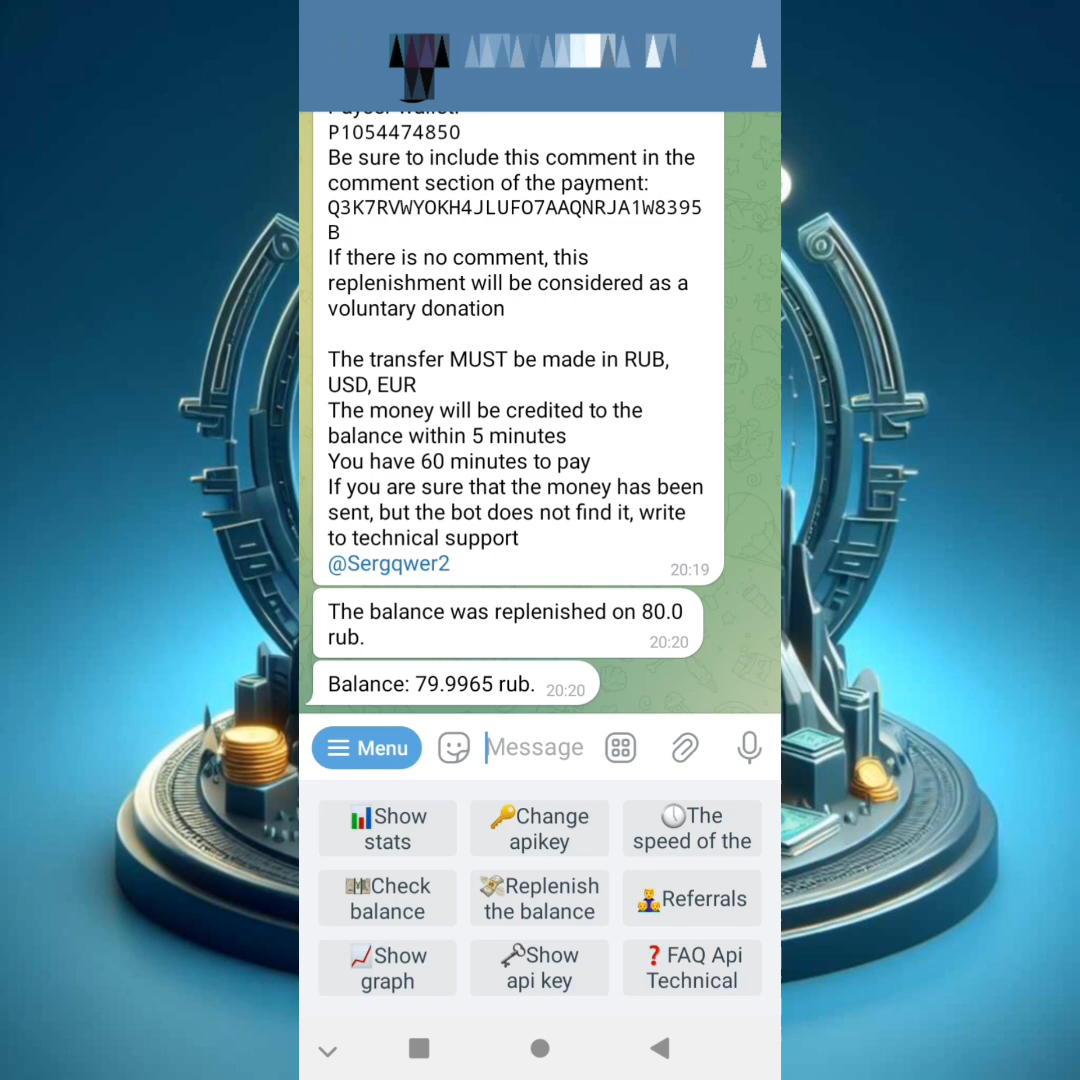 P1054474850
Be sure to include this comment in the
comment section of the payment:
Q3K7RVWYOKH4JLUFO7AAQNRJA1W8395
B
If there is no comment, this
replenishment will be considered as a
voluntary donation
The transfer MUST be made in RUB,
USD, EUR
The money will be credited to the
balance within 5 minutes
You have 60 minutes to pay
If you are sure that the money has been
sent, but the bot does not find it, write
to technical support
@Sergqwer2
20:19
The balance was replenished on 80.0
rub.
20:20
Balance: 79.9965 rub.
20:20
Menu
Message
Show
stats
Change
apikey
The
speed of the
Check
balance
Replenish
the balance
Referrals
Show
graph
Show
api key
FAQ Api
Technical